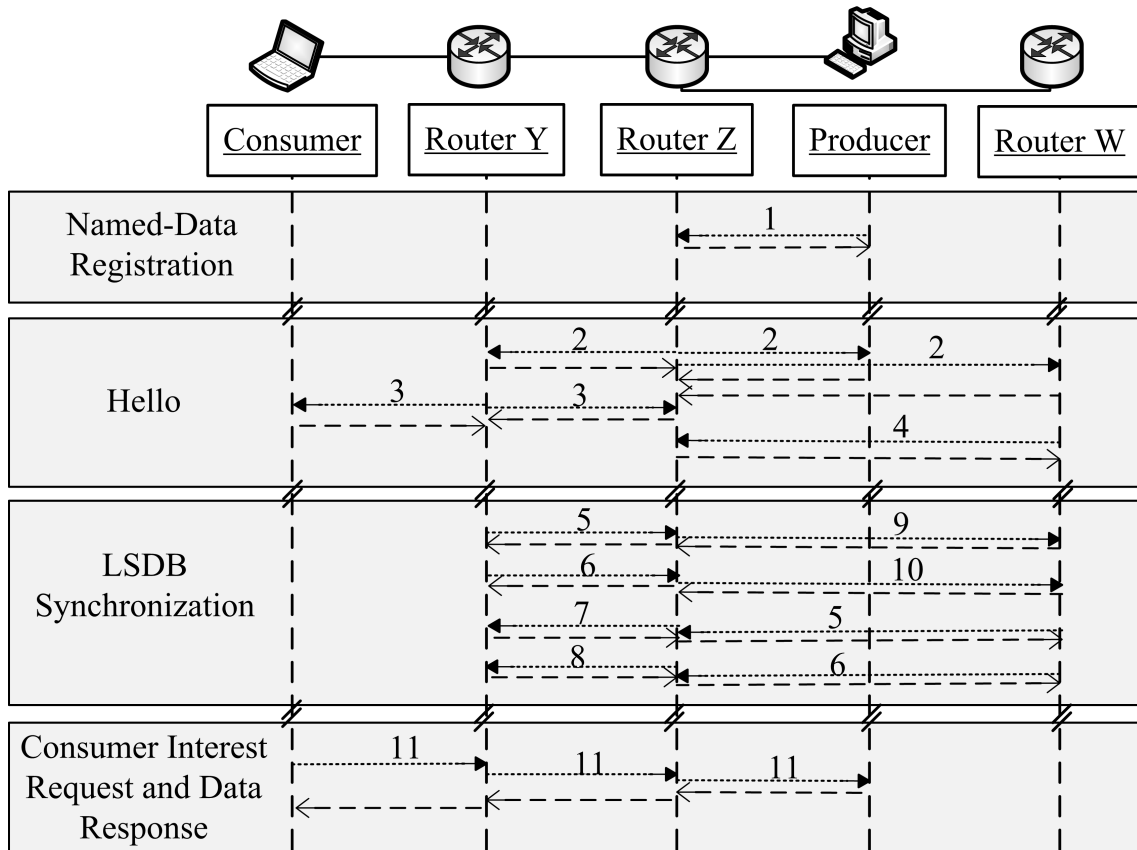 Consumer
Router Y
Router Z
Producer
Router W
Named-Data
Registration
1
Hello
2
2
2
3
3
4
LSDB
Synchronization
5
9
6
10
7
5
8
6
Consumer Interest
Request and Data
Response
11
11
11